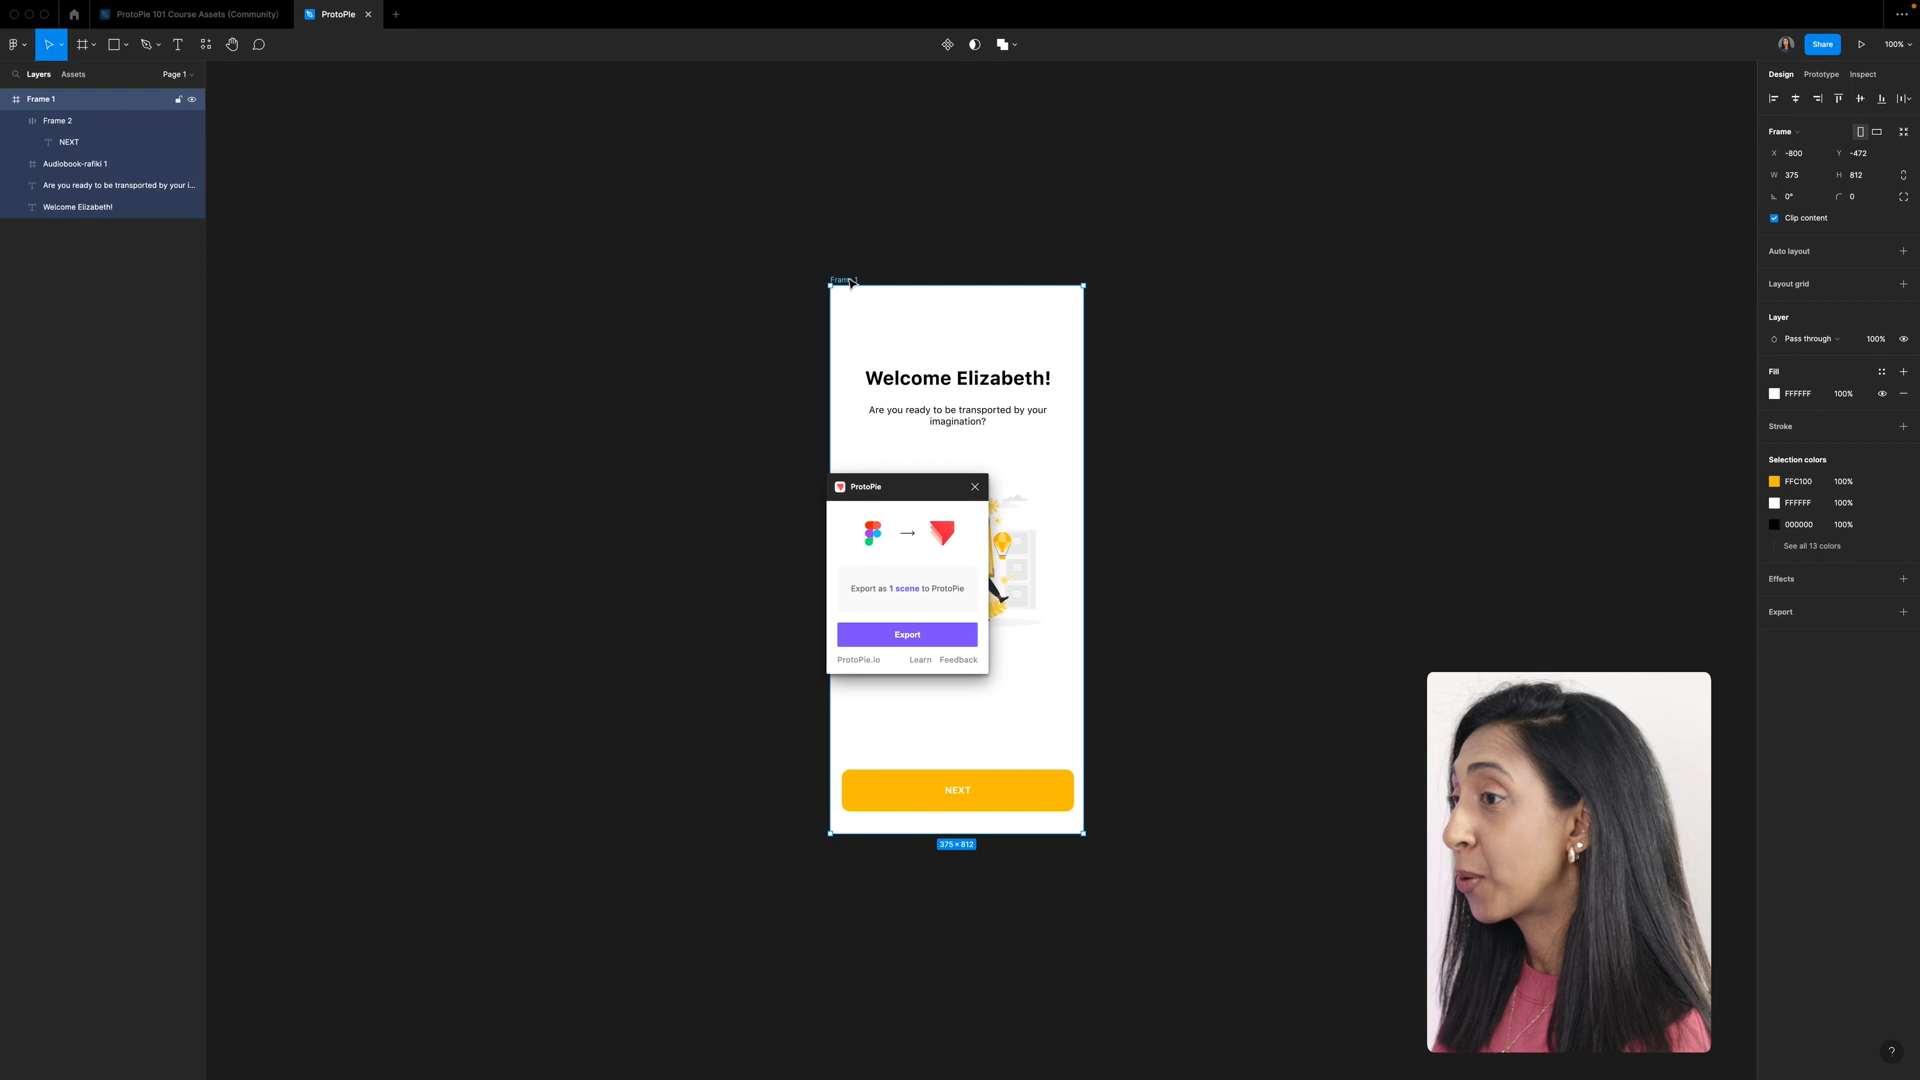 ProtoPie 101 Course Assets (Community)
ProtoPie
Share
100%
Layers
Assets
Page 1
Frame 1
Frame 2
NEXT
Audiobook-rafiki 1
Are you ready to be transported by your i...
Welcome Elizabeth!
Frame 1
Welcome Elizabeth!
Are you ready to be transported by your
imagination?
ProtoPie
Export as 1 scene to ProtoPie
Export
ProtoPie.io
Learn
Feedback
NEXT
375 × 812
Design
Prototype
Inspect
Frame
X -800
Y -472
W 375
H 812
0°
0
Clip content
Auto layout
Layout grid
Layer
Pass through
100%
Fill
FFFFFF
100%
Stroke
Selection colors
FFC100
100%
FFFFFF
100%
000000
100%
See all 13 colors
Effects
Export
?